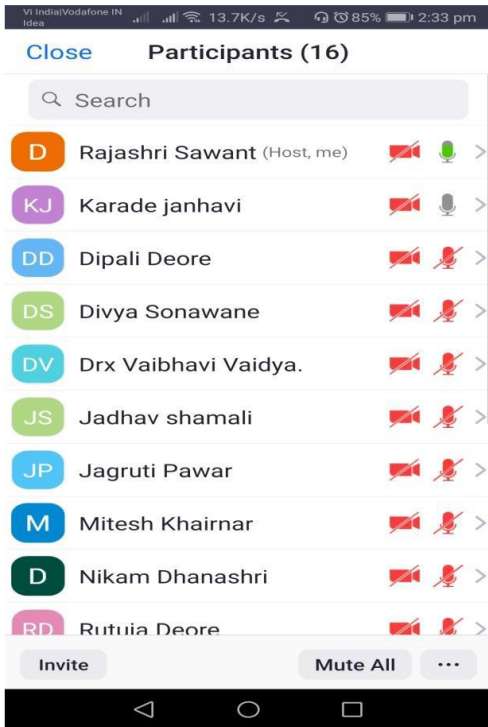 Vi India|Vodafone IN 13.7K/s 85% 2:33 pm
Idea
Close Participants (16)
Search
D Rajashri Sawant (Host, me)
KJ Karade janhavi
DD Dipali Deore
DS Divya Sonawane
DV Drx Vaibhavi Vaidya.
JS Jadhav shamali
JP Jagruti Pawar
M Mitesh Khairnar
D Nikam Dhanashri
RD Rutuja Deore
Invite Mute All ...